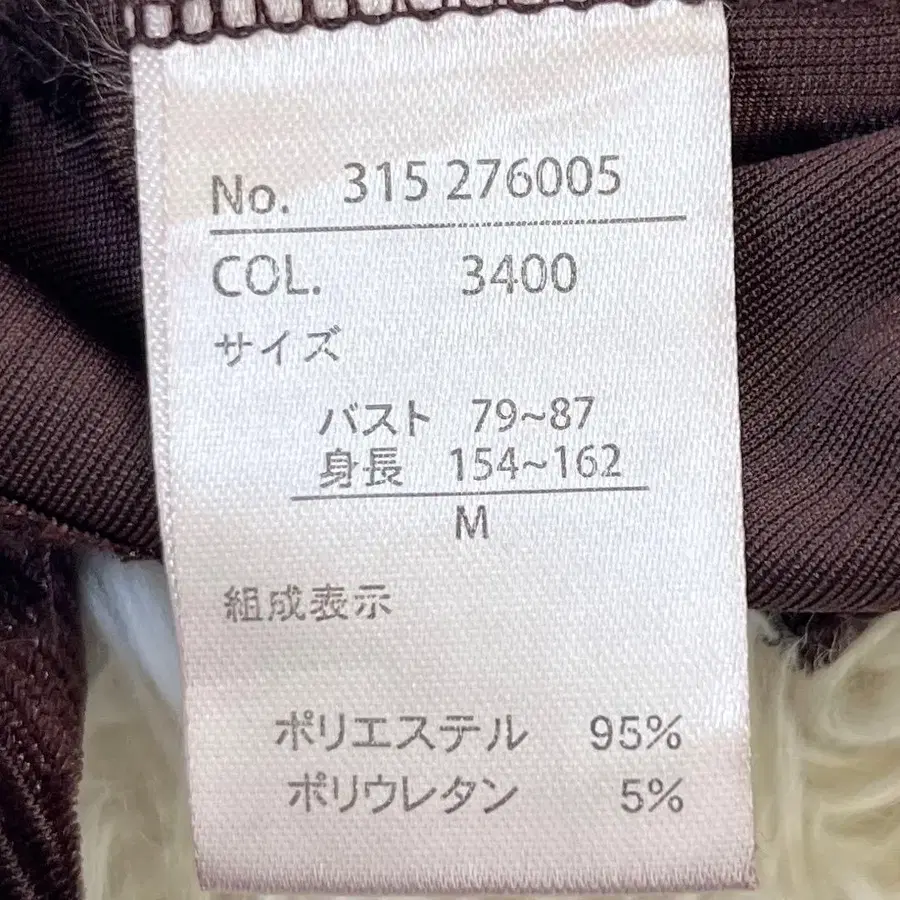 No. 315 276005
COL. 3400
サイズ
バスト 79~87
身長 154~162
M
組成表示
ポリエステル 95%
ポリウレタン 5%